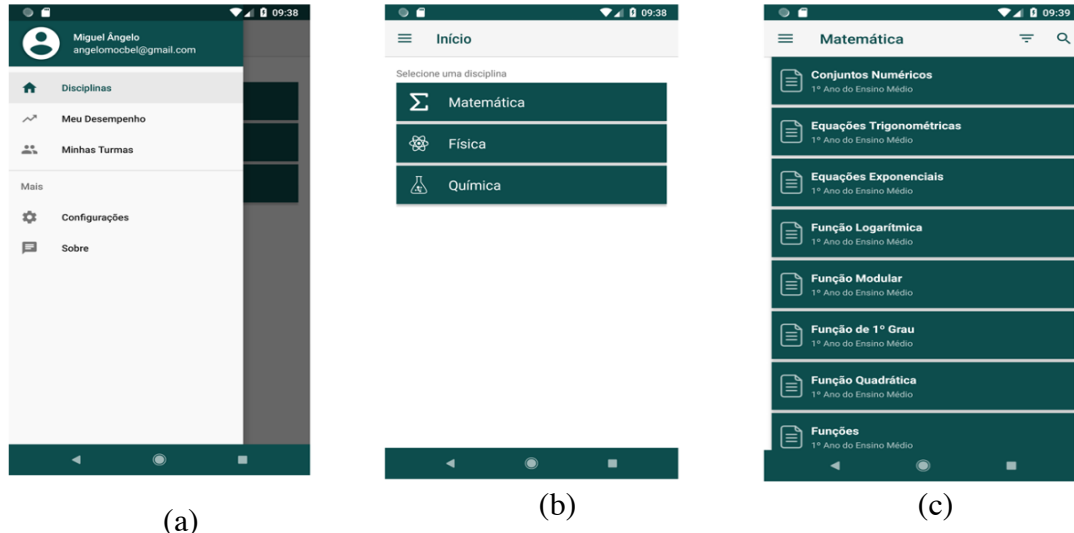 09:38
Miguel Ângelo
angelomocbel@gmail.com
Disciplinas
Meu Desempenho
Minhas Turmas
Mais
Configurações
Sobre
(a)
09:38
Início
Selecione uma disciplina
Matemática
Física
Química
(b)
09:39
Matemática
Conjuntos Numéricos
1º Ano do Ensino Médio
Equações Trigonométricas
1º Ano do Ensino Médio
Equações Exponenciais
1º Ano do Ensino Médio
Função Logarítmica
1º Ano do Ensino Médio
Função Modular
1º Ano do Ensino Médio
Função de 1º Grau
1º Ano do Ensino Médio
Função Quadrática
1º Ano do Ensino Médio
Funções
1º Ano do Ensino Médio
(c)